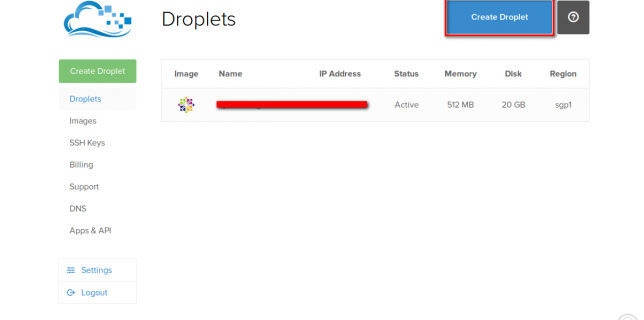 Droplets
Create Droplet
Create Droplet
Droplets
Images
SSH Keys
Billing
Support
DNS
Apps & API
Settings
Logout
Image Name IP Address Status Memory Disk Region
Active 512 MB 20 GB sgp1